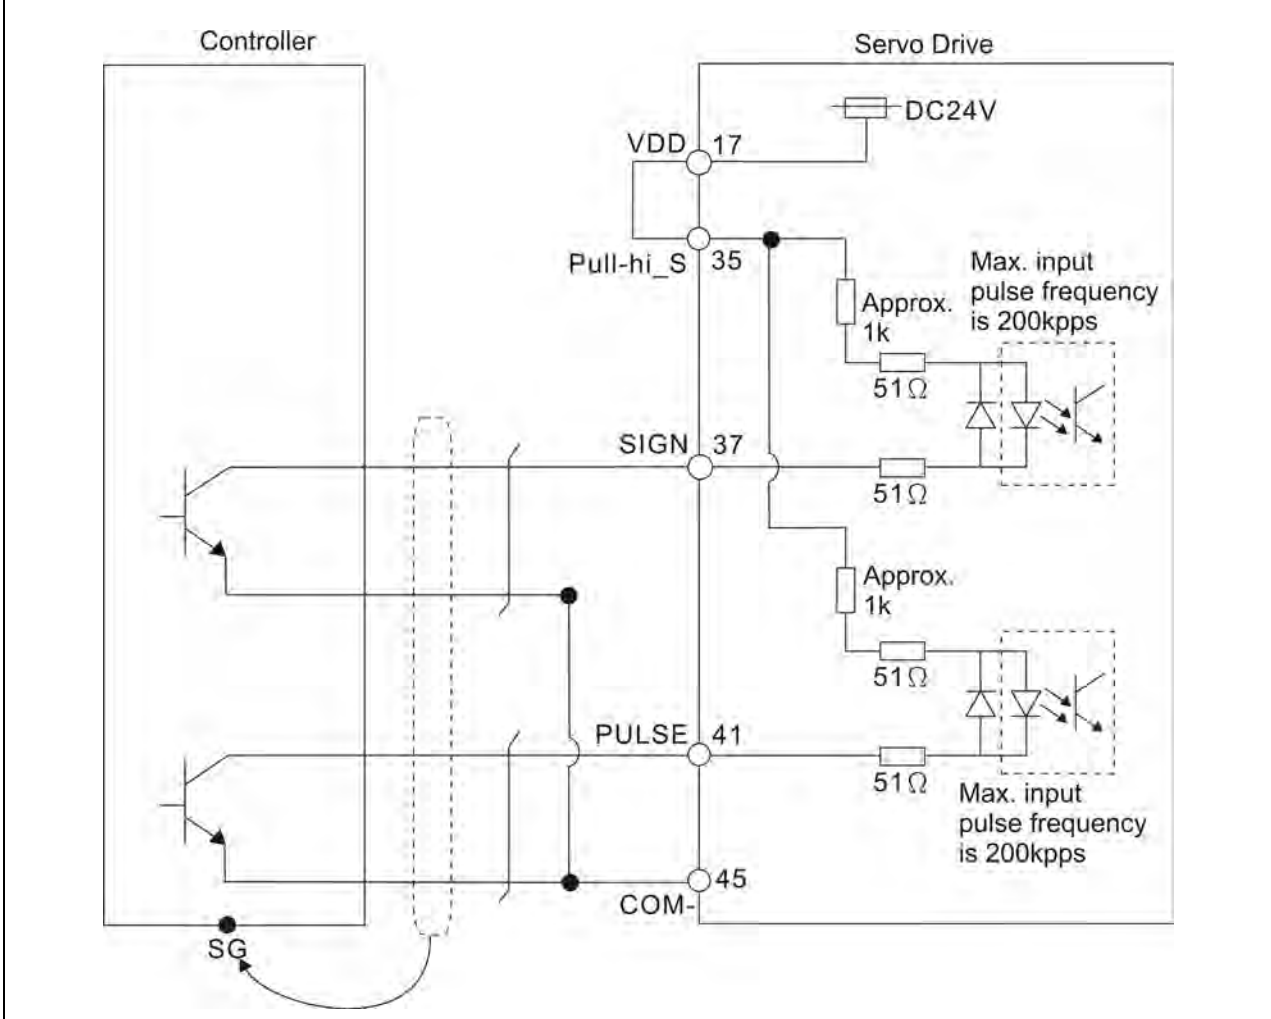 Controller
Servo Drive
DC24V
VDD 17
Pull-hi_S 35
Max. input
pulse frequency
is 200kpps
Approx.
1k
51Ω
SIGN 37
51Ω
Approx.
1k
51Ω
PULSE 41
51Ω
Max. input
pulse frequency
is 200kpps
45
COM-
SG